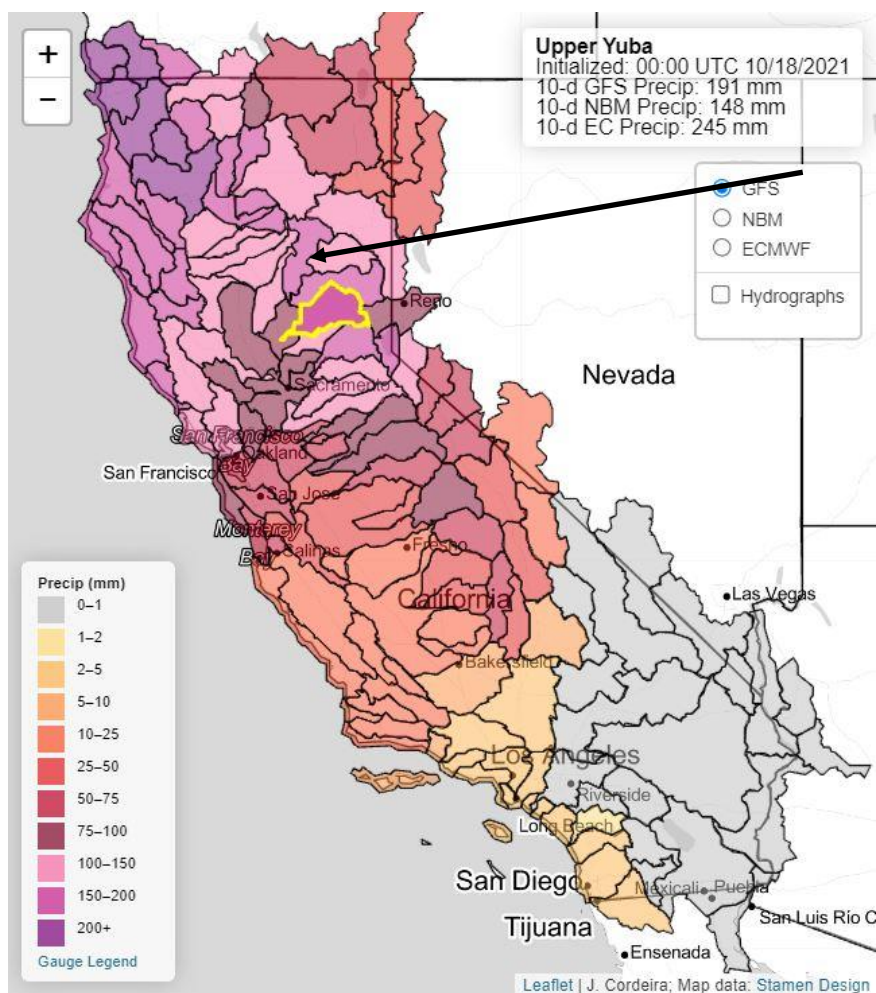 +
−
Upper Yuba
Initialized: 00:00 UTC 10/18/2021
10-d GFS Precip: 191 mm
10-d NBM Precip: 148 mm
10-d EC Precip: 245 mm
GFS
NBM
ECMWF
Hydrographs
Reno
Nevada
Sacramento
San Francisco
Bay
Oakland
San Francisco
San Jose
Monterey
Bay
Salinas
Fresno
California
Las Vegas
Bakersfield
Los Angeles
Riverside
Long Beach
San Diego
Mexicali
Puebla
Tijuana
San Luis Río C
Ensenada
Precip (mm)
0–1
1–2
2–5
5–10
10–25
25–50
50–75
75–100
100–150
150–200
200+
Gauge Legend
Leaflet | J. Cordeira; Map data: Stamen Design